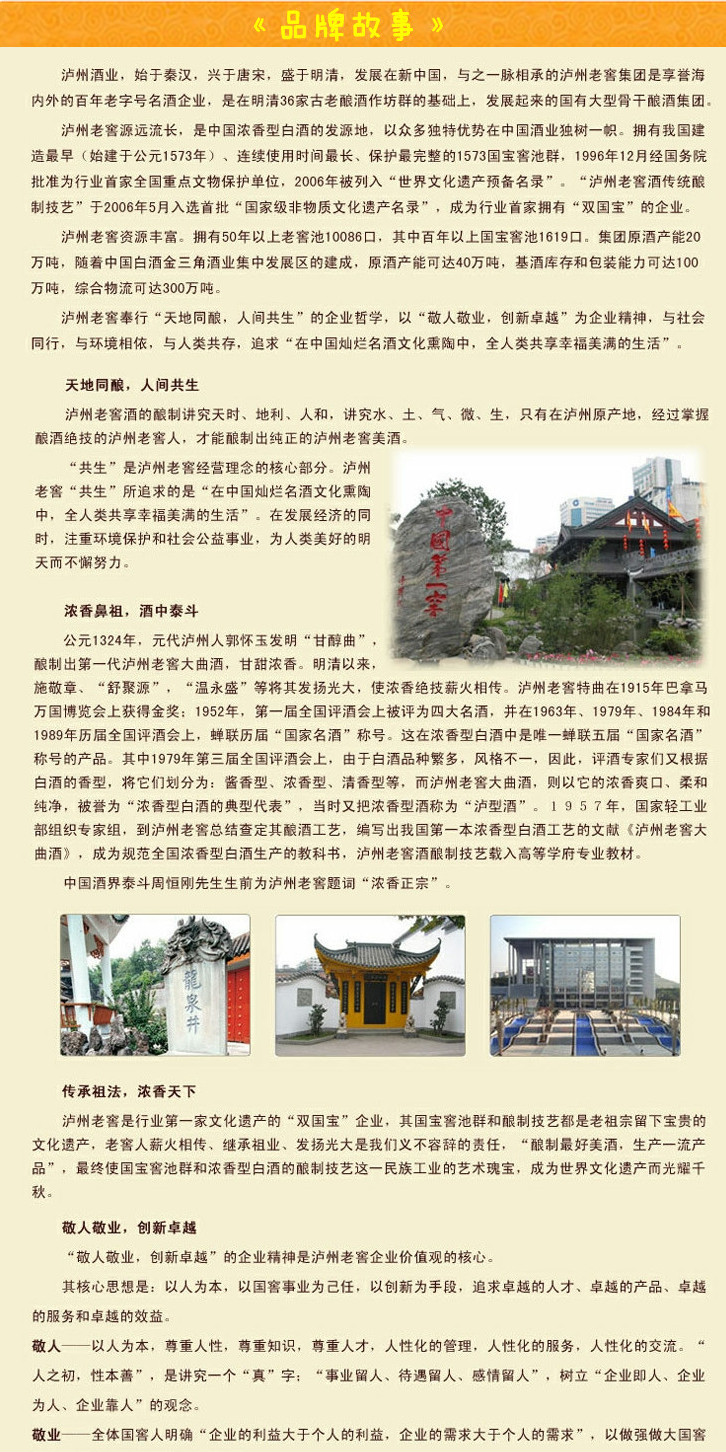 《 品牌故事 》
泸州酒业，始于秦汉，兴于唐宋，盛于明清，发展在新中国，与之一脉相承的泸州老窖集团是享誉海
内外的百年老字号名酒企业，是在明清36家古老酿酒作坊群的基础上，发展起来的国有大型骨干酿酒集团。
泸州老窖源远流长，是中国浓香型白酒的发源地，以众多独特优势在中国酒业独树一帜。拥有我国建
造最早（始建于公元1573年）、连续使用时间最长、保护最完整的1573国宝窖池群，1996年12月经国务院
批准为行业首家全国重点文物保护单位，2006年被列入“世界文化遗产预备名录”。“泸州老窖酒传统酿
制技艺”于2006年5月入选首批“国家级非物质文化遗产名录”，成为行业首家拥有“双国宝”的企业。
泸州老窖资源丰富。拥有50年以上老窖池10086口，其中百年以上国宝窖池1619口。集团原酒产能20
万吨，随着中国白酒金三角酒业集中发展区的建成，原酒产能可达40万吨，基酒库存和包装能力可达100
万吨，综合物流可达300万吨。
泸州老窖奉行“天地同酿，人间共生”的企业哲学，以“敬人敬业，创新卓越”为企业精神，与社会
同行，与环境相依，与人类共存，追求“在中国灿烂名酒文化熏陶中，全人类共享幸福美满的生活”。
天地同酿，人间共生
泸州老窖酒的酿制讲究天时、地利、人和，讲究水、土、气、微、生，只有在泸州原产地，经过掌握
酿酒绝技的泸州老窖人，才能酿制出纯正的泸州老窖美酒。
“共生”是泸州老窖经营理念的核心部分。泸州
老窖“共生”所追求的是“在中国灿烂名酒文化熏陶
中，全人类共享幸福美满的生活”。在发展经济的同
时，注重环境保护和社会公益事业，为人类美好的明
天而不懈努力。
中國第一窖
浓香鼻祖，酒中泰斗
公元1324年，元代泸州人郭怀玉发明“甘醇曲”，
酿制出第一代泸州老窖大曲酒，甘甜浓香。明清以来，
施敬章、“舒聚源”，“温永盛”等将其发扬光大，使浓香绝技薪火相传。泸州老窖特曲在1915年巴拿马
万国博览会上获得金奖；1952年，第一届全国评酒会上被评为四大名酒，并在1963年、1979年、1984年和
1989年历届全国评酒会上，蝉联历届“国家名酒”称号。这在浓香型白酒中是唯一蝉联五届“国家名酒”
称号的产品。其中1979年第三届全国评酒会上，由于白酒品种繁多，风格不一，因此，评酒专家们又根据
白酒的香型，将它们划分为：酱香型、浓香型、清香型等，而泸州老窖大曲酒，则以它的浓香爽口、柔和
纯净，被誉为“浓香型白酒的典型代表”，当时又把浓香型酒称为“泸型酒”。１９５７年，国家轻工业
部组织专家组，到泸州老窖总结查定其酿酒工艺，编写出我国第一本浓香型白酒工艺的文献《泸州老窖大
曲酒》，成为规范全国浓香型白酒生产的教科书，泸州老窖酒酿制技艺载入高等学府专业教材。
中国酒界泰斗周恒刚先生生前为泸州老窖题词“浓香正宗”。
龍泉井
传承祖法，浓香天下
泸州老窖是行业第一家文化遗产的“双国宝”企业，其国宝窖池群和酿制技艺都是老祖宗留下宝贵的
文化遗产，老窖人薪火相传、继承祖业、发扬光大是我们义不容辞的责任，“酿制最好美酒，生产一流产
品”，最终使国宝窖池群和浓香型白酒的酿制技艺这一民族工业的艺术瑰宝，成为世界文化遗产而光耀千
秋。
敬人敬业，创新卓越
“敬人敬业，创新卓越”的企业精神是泸州老窖企业价值观的核心。
其核心思想是：以人为本，以国窖事业为己任，以创新为手段，追求卓越的人才、卓越的产品、卓越
的服务和卓越的效益。
敬人——以人为本，尊重人性，尊重知识，尊重人才，人性化的管理，人性化的服务，人性化的交流。“
人之初，性本善”，是讲究一个“真”字；“事业留人、待遇留人、感情留人”，树立“企业即人、企业
为人、企业靠人”的观念。
敬业——全体国窖人明确“企业的利益大于个人的利益，企业的需求大于个人的需求”，以做强做大国窖